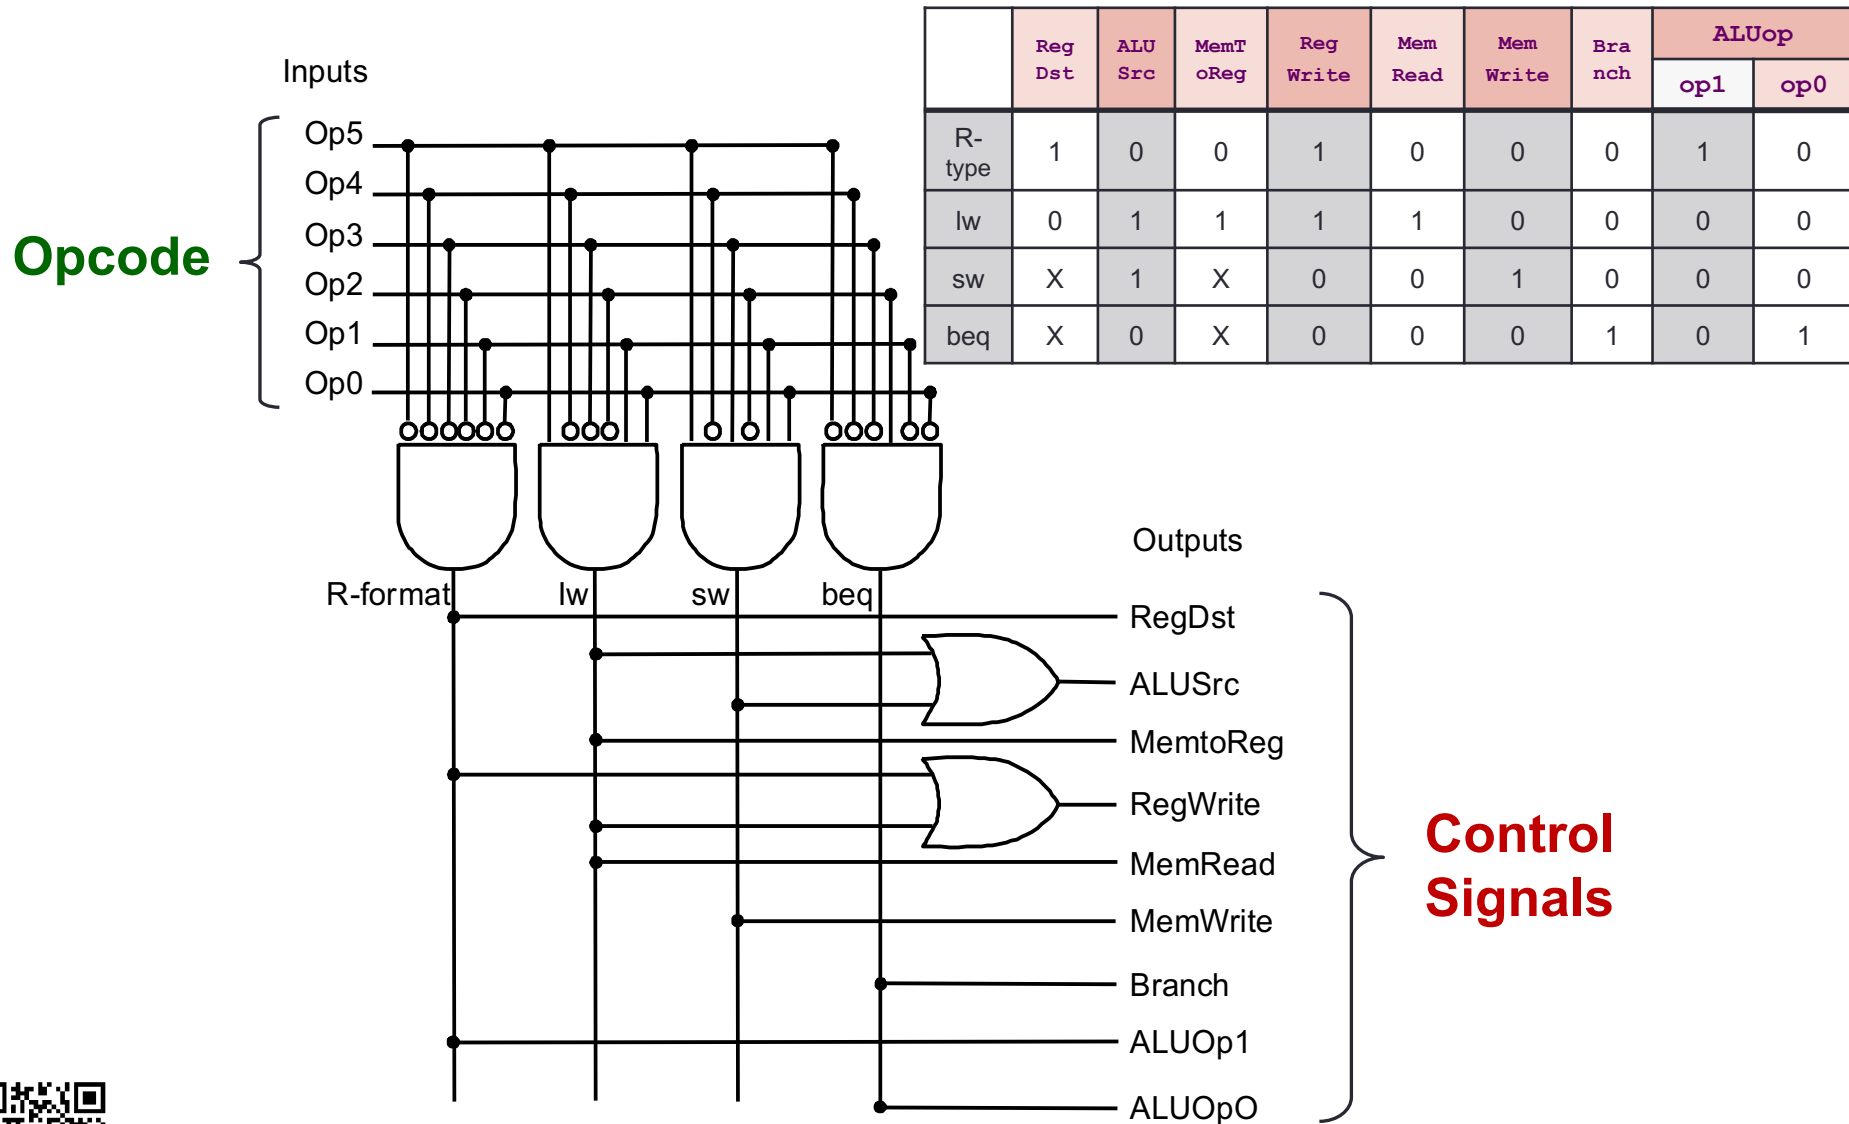 Reg Dst ALU Src MemT oReg Reg Write Mem Read Mem Write Bra nch ALUop
op1 op0
R-type 1 0 0 1 0 0 0 1 0
lw 0 1 1 1 1 0 0 0 0
sw X 1 X 0 0 1 0 0 0
beq X 0 X 0 0 0 1 0 1
Inputs
Opcode
Op5
Op4
Op3
Op2
Op1
Op0
R-format lw sw beq
Outputs
RegDst
ALUSrc
MemtoReg
RegWrite
MemRead
MemWrite
Branch
ALUOp1
ALUOpO
Control
Signals